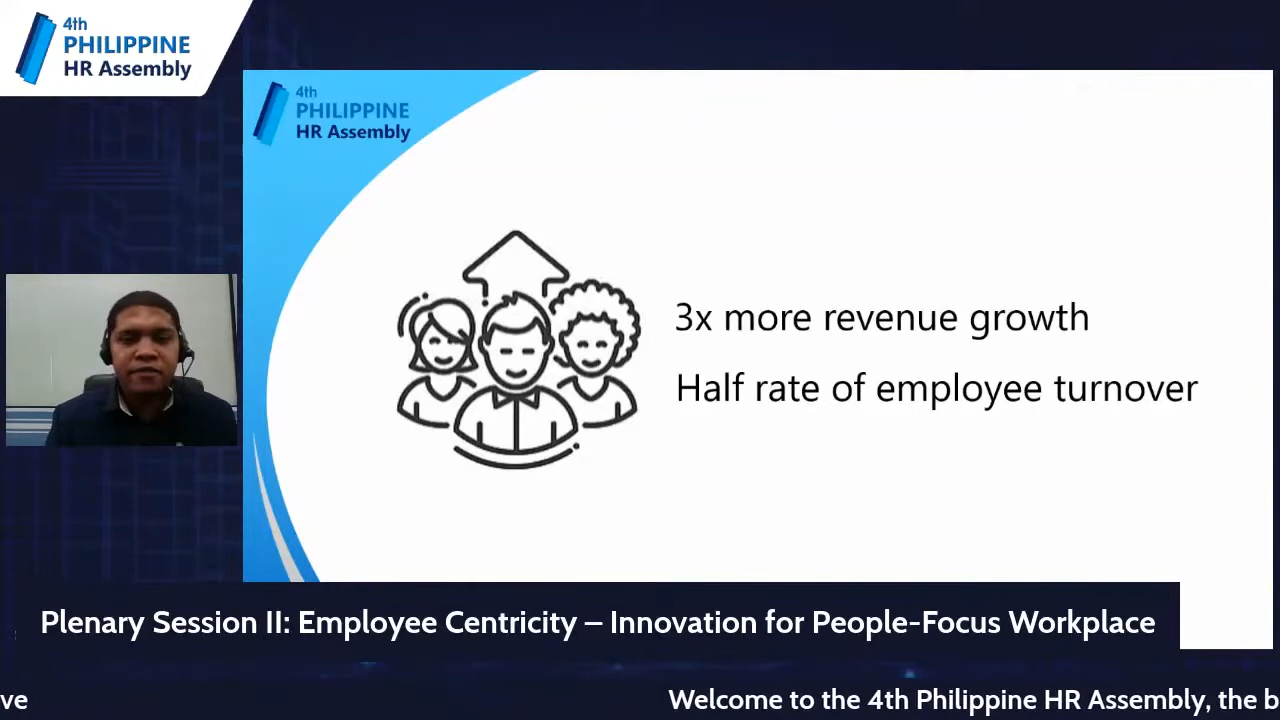 4th
PHILIPPINE
HR Assembly
4th
PHILIPPINE
HR Assembly
3x more revenue growth
Half rate of employee turnover
Plenary Session II: Employee Centricity – Innovation for People-Focus Workplace
ve
Welcome to the 4th Philippine HR Assembly, the b